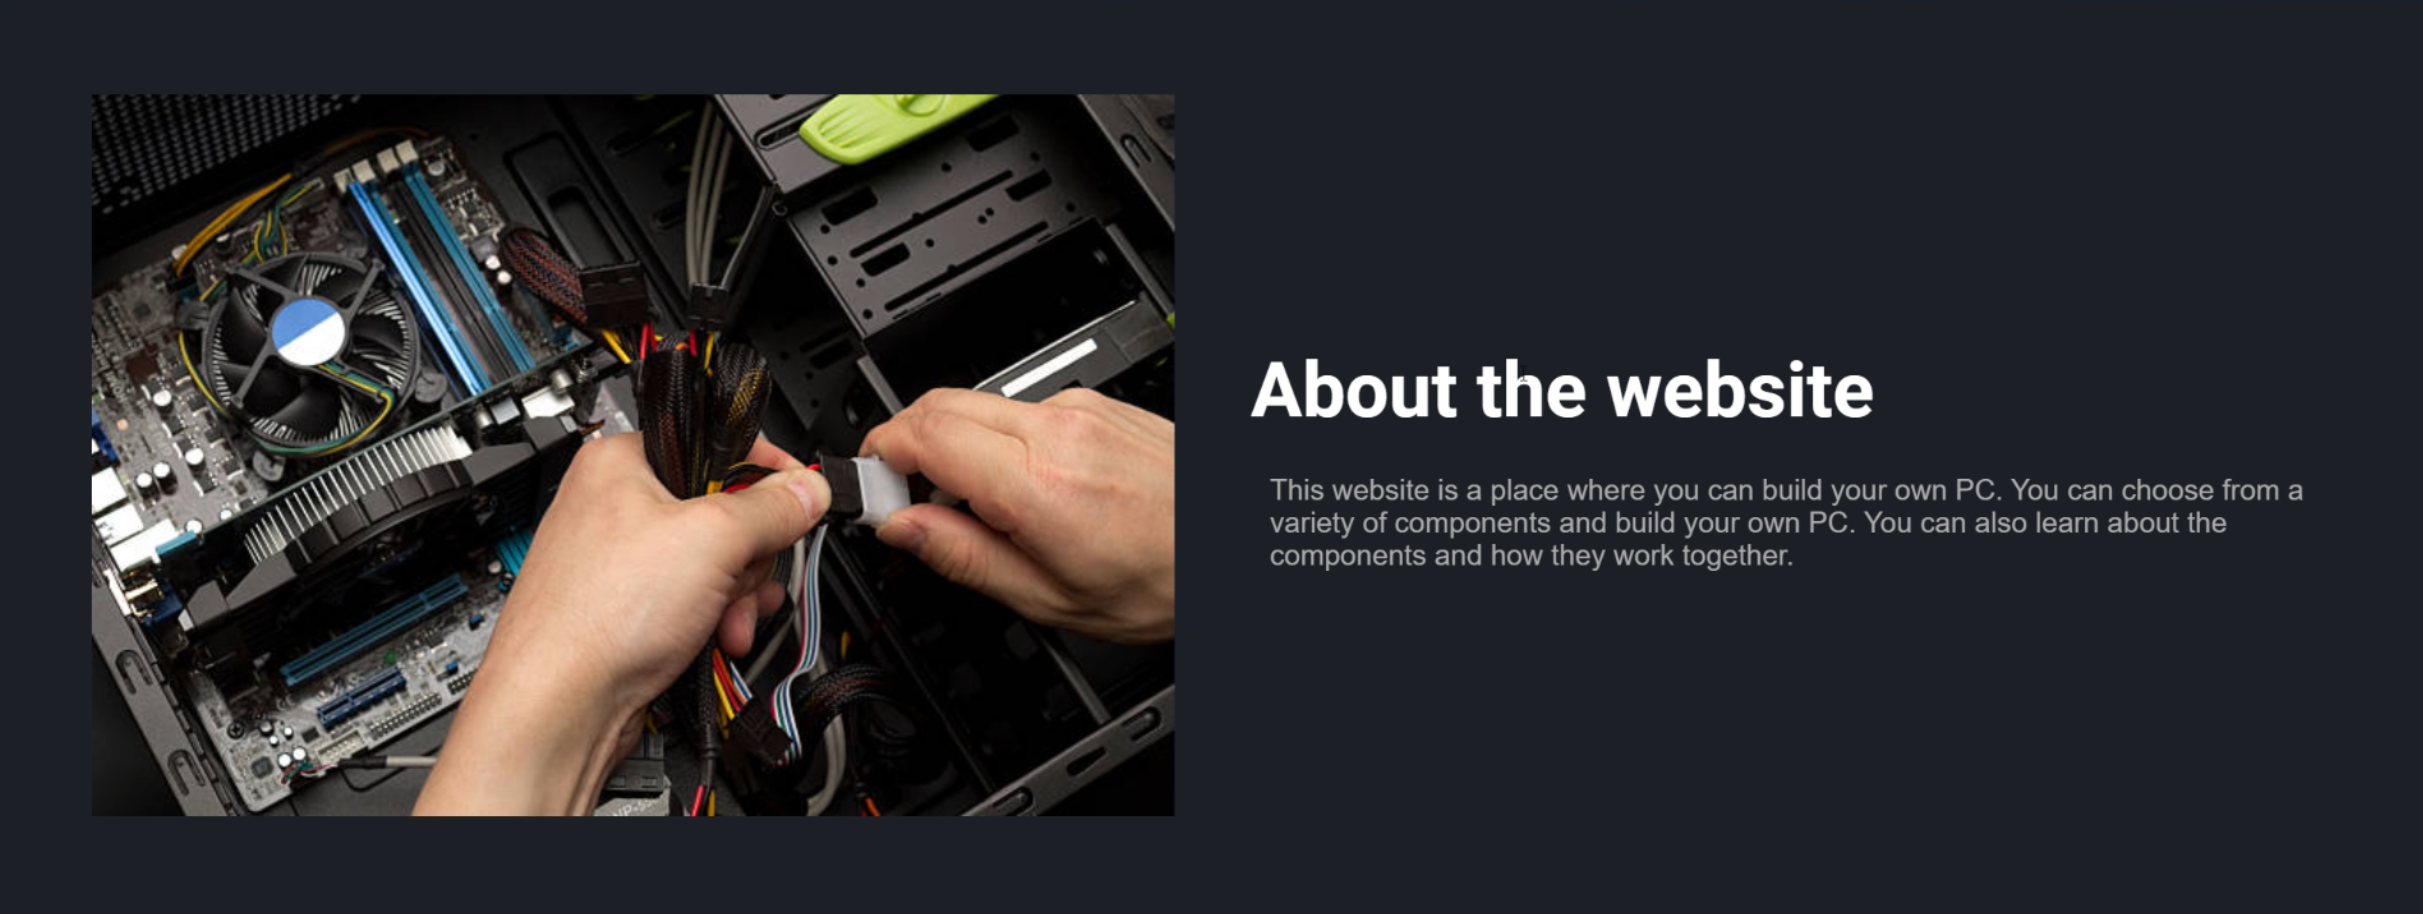 About the website
This website is a place where you can build your own PC. You can choose from a
variety of components and build your own PC. You can also learn about the
components and how they work together.